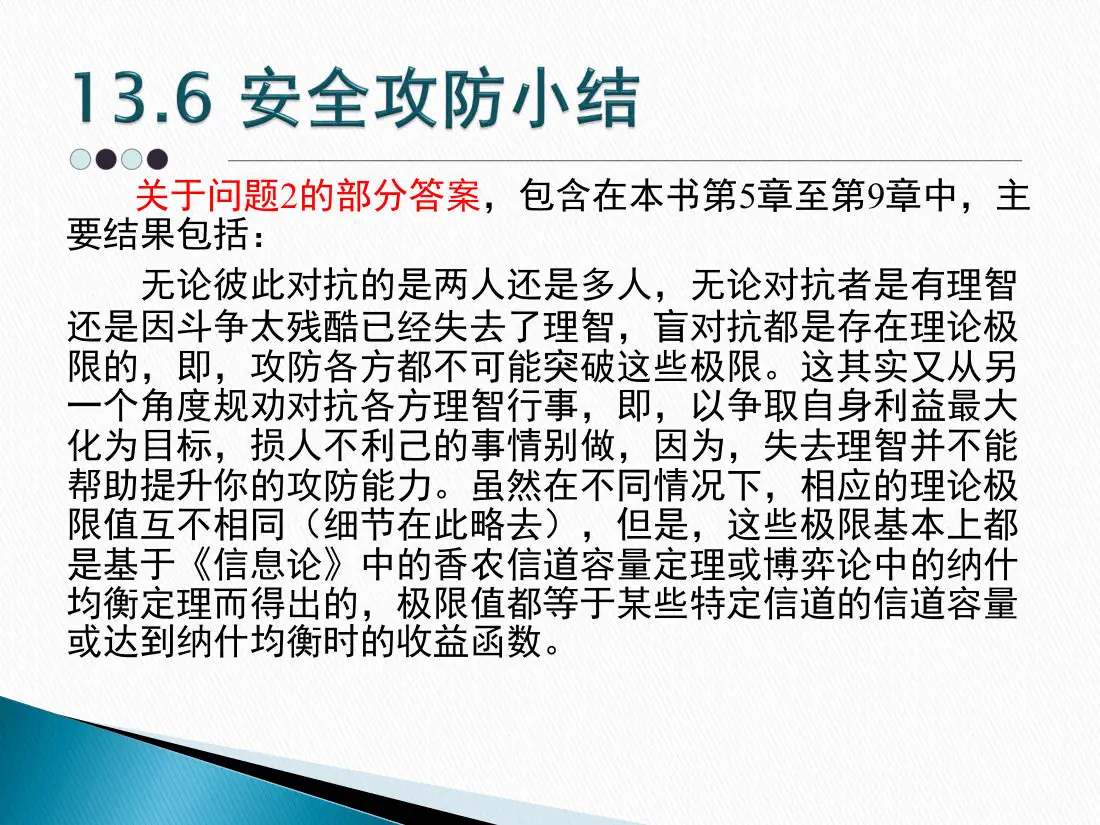 13.6 安全攻防小结
关于问题2的部分答案，包含在本书第5章至第9章中，主
要结果包括：
无论彼此对抗的是两人还是多人，无论对抗者是有理智
还是因斗争太残酷已经失去了理智，盲对抗都是存在理论极
限的，即，攻防各方都不可能突破这些极限。这其实又从另
一个角度规劝对抗各方理智行事，即，以争取自身利益最大
化为目标，损人不利己的事情别做，因为，失去理智并不能
帮助提升你的攻防能力。虽然在不同情况下，相应的理论极
限值互不相同（细节在此略去），但是，这些极限基本上都
是基于《信息论》中的香农信道容量定理或博弈论中的纳什
均衡定理而得出的，极限值都等于某些特定信道的信道容量
或达到纳什均衡时的收益函数。